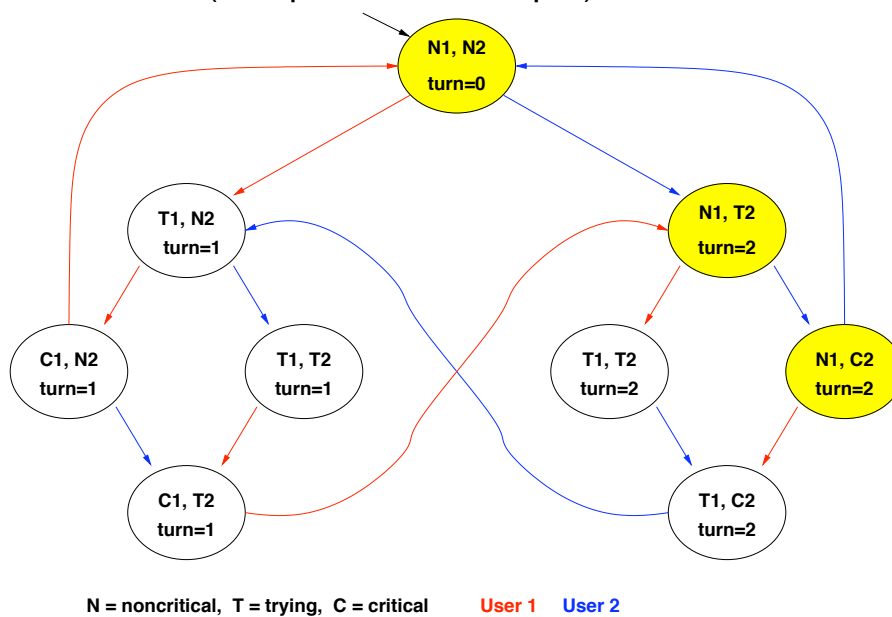 N1, N2
turn=0
T1, N2
turn=1
N1, T2
turn=2
C1, N2
turn=1
T1, T2
turn=1
T1, T2
turn=2
N1, C2
turn=2
C1, T2
turn=1
T1, C2
turn=2
N = noncritical, T = trying, C = critical User 1 User 2